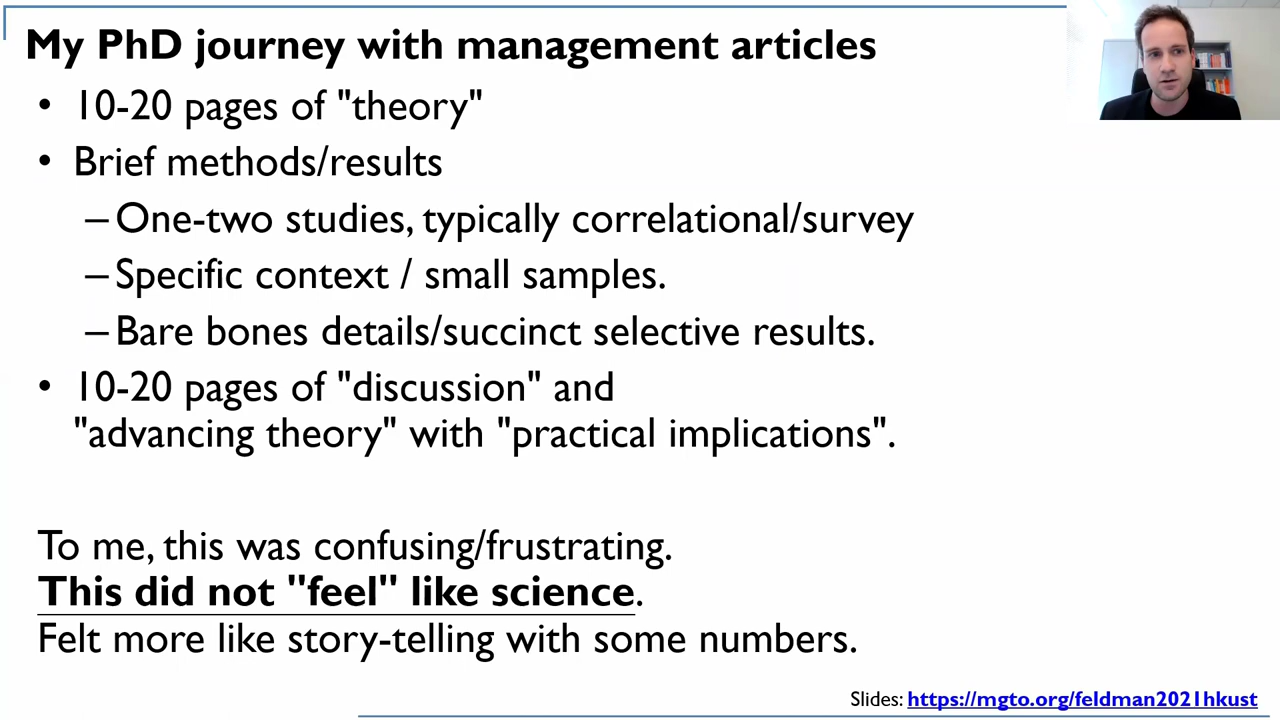 My PhD journey with management articles
• 10-20 pages of "theory"
• Brief methods/results
– One-two studies, typically correlational/survey
– Specific context / small samples.
– Bare bones details/succinct selective results.
• 10-20 pages of "discussion" and
"advancing theory" with "practical implications".
To me, this was confusing/frustrating.
This did not "feel" like science.
Felt more like story-telling with some numbers.
Slides: https://mgto.org/feldman2021hkust